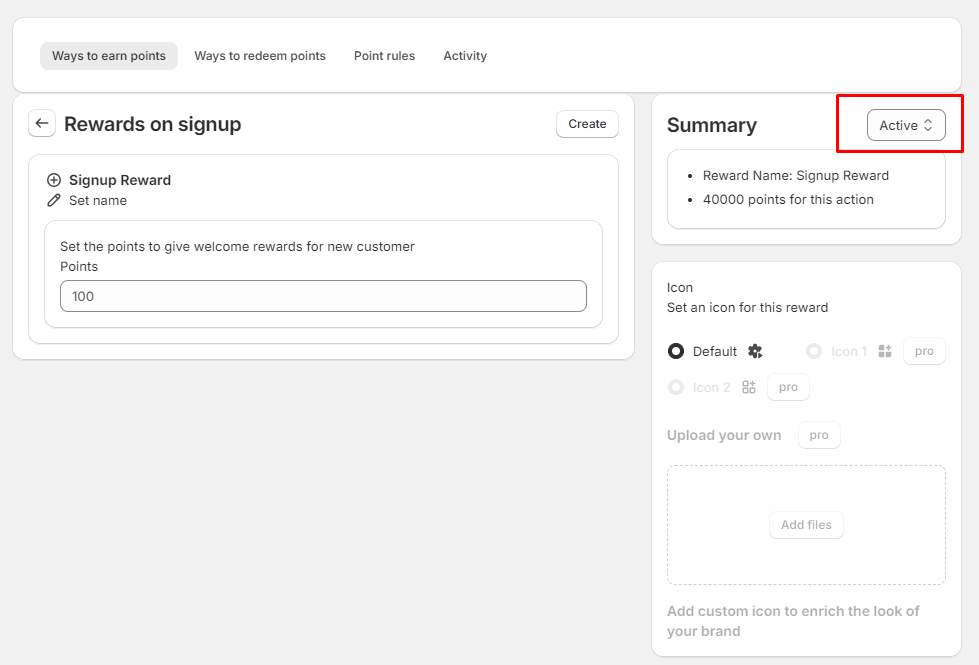 Ways to earn points
Ways to redeem points
Point rules
Activity
Rewards on signup
Create
Signup Reward
Set name
Set the points to give welcome rewards for new customer
Points
100
Summary
Active
Reward Name: Signup Reward
40000 points for this action
Icon
Set an icon for this reward
Default
Icon 1
pro
Icon 2
pro
Upload your own
pro
Add files
Add custom icon to enrich the look of
your brand